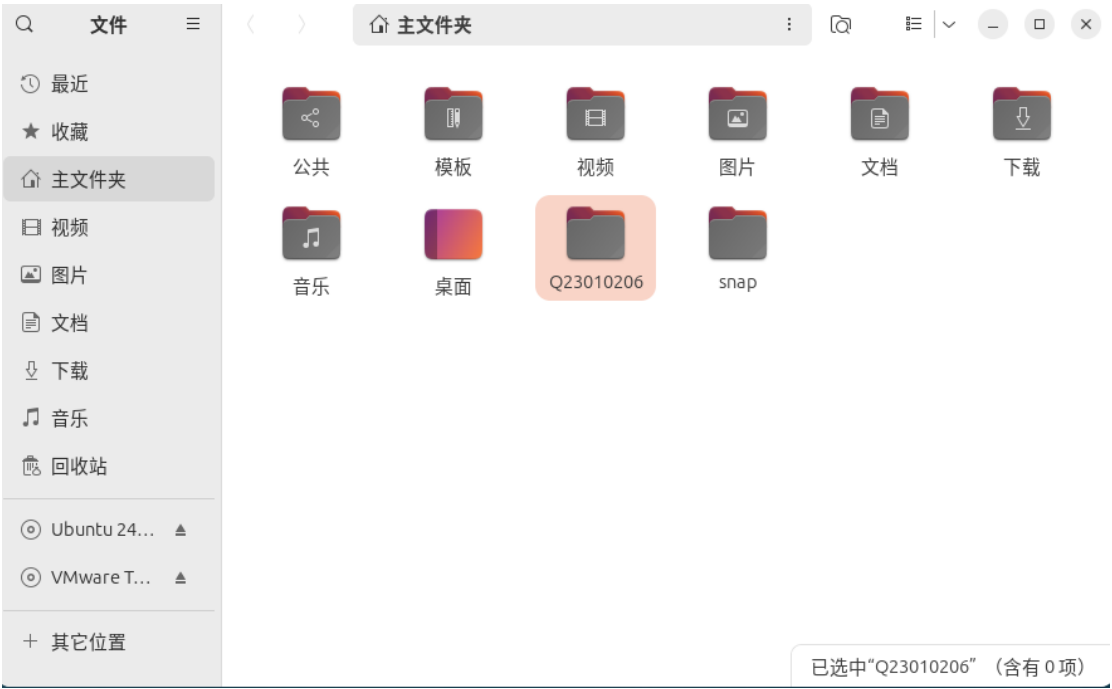 文件
主文件夹
最近
收藏
主文件夹
视频
图片
文档
下载
音乐
回收站
Ubuntu 24...
VMware T...
其它位置
公共
模板
视频
图片
文档
下载
音乐
桌面
Q23010206
snap
已选中“Q23010206” （含有 0 项）